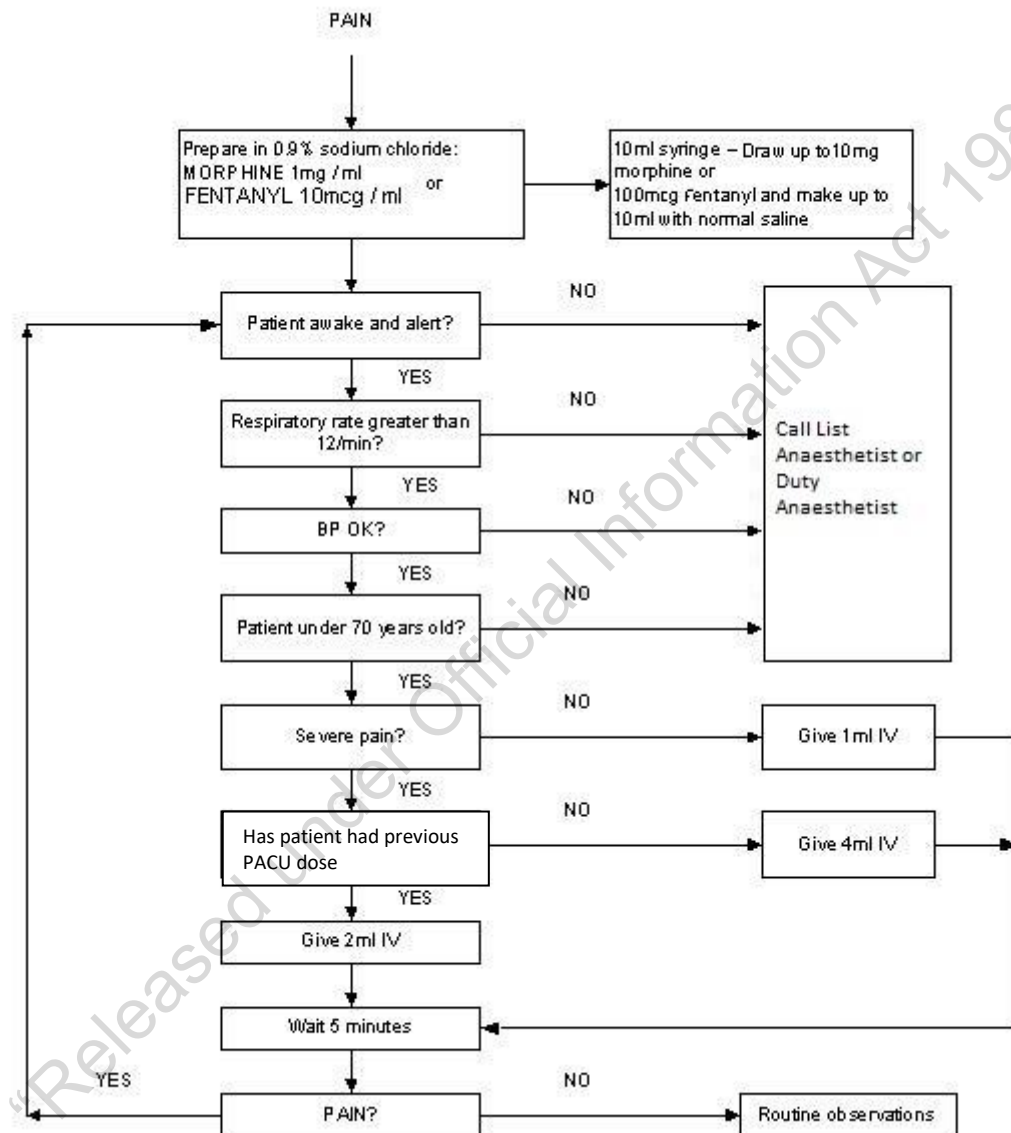 PAIN
Prepare in 0.9% sodium chloride:
MORPHINE 1mg / ml
or
FENTANYL 10mcg / ml
10ml syringe – Draw up to 10mg
morphine or
100mcg Fentanyl and make up to
10ml with normal saline
Patient awake and alert?
NO
YES
Respiratory rate greater than
12/min?
NO
YES
BP OK?
NO
YES
Patient under 70 years old?
NO
Call List
Anaesthetist or
Duty
Anaesthetist
YES
Severe pain?
NO
Give 1ml IV
YES
Has patient had previous
PACU dose
NO
Give 4ml IV
YES
Give 2ml IV
Wait 5 minutes
PAIN?
YES
NO
Routine observations
“Released under Official Information Act 198